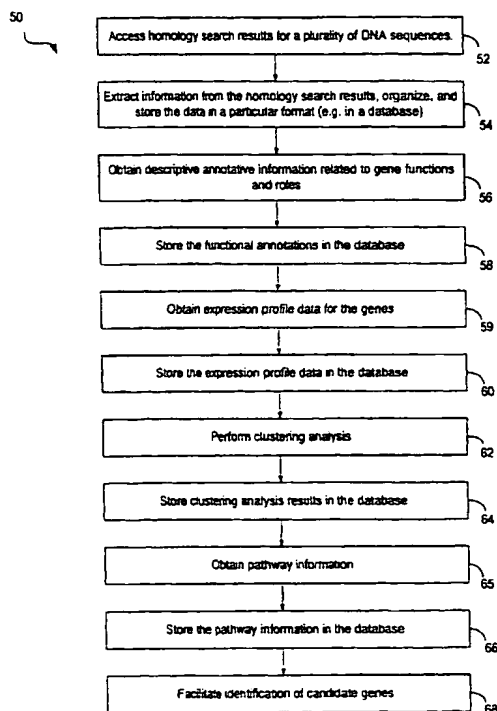 50
Access homology search results for a plurality of DNA sequences.
52
Extract information from the homology search results, organize, and
store the data in a particular format (e.g. in a database)
54
Obtain descriptive annotative information related to gene functions
and roles
56
Store the functional annotations in the database
58
Obtain expression profile data for the genes
59
Store the expression profile data in the database
60
Perform clustering analysis
62
Store clustering analysis results in the database
64
Obtain pathway information
65
Store the pathway information in the database
66
Facilitate identification of candidate genes
68